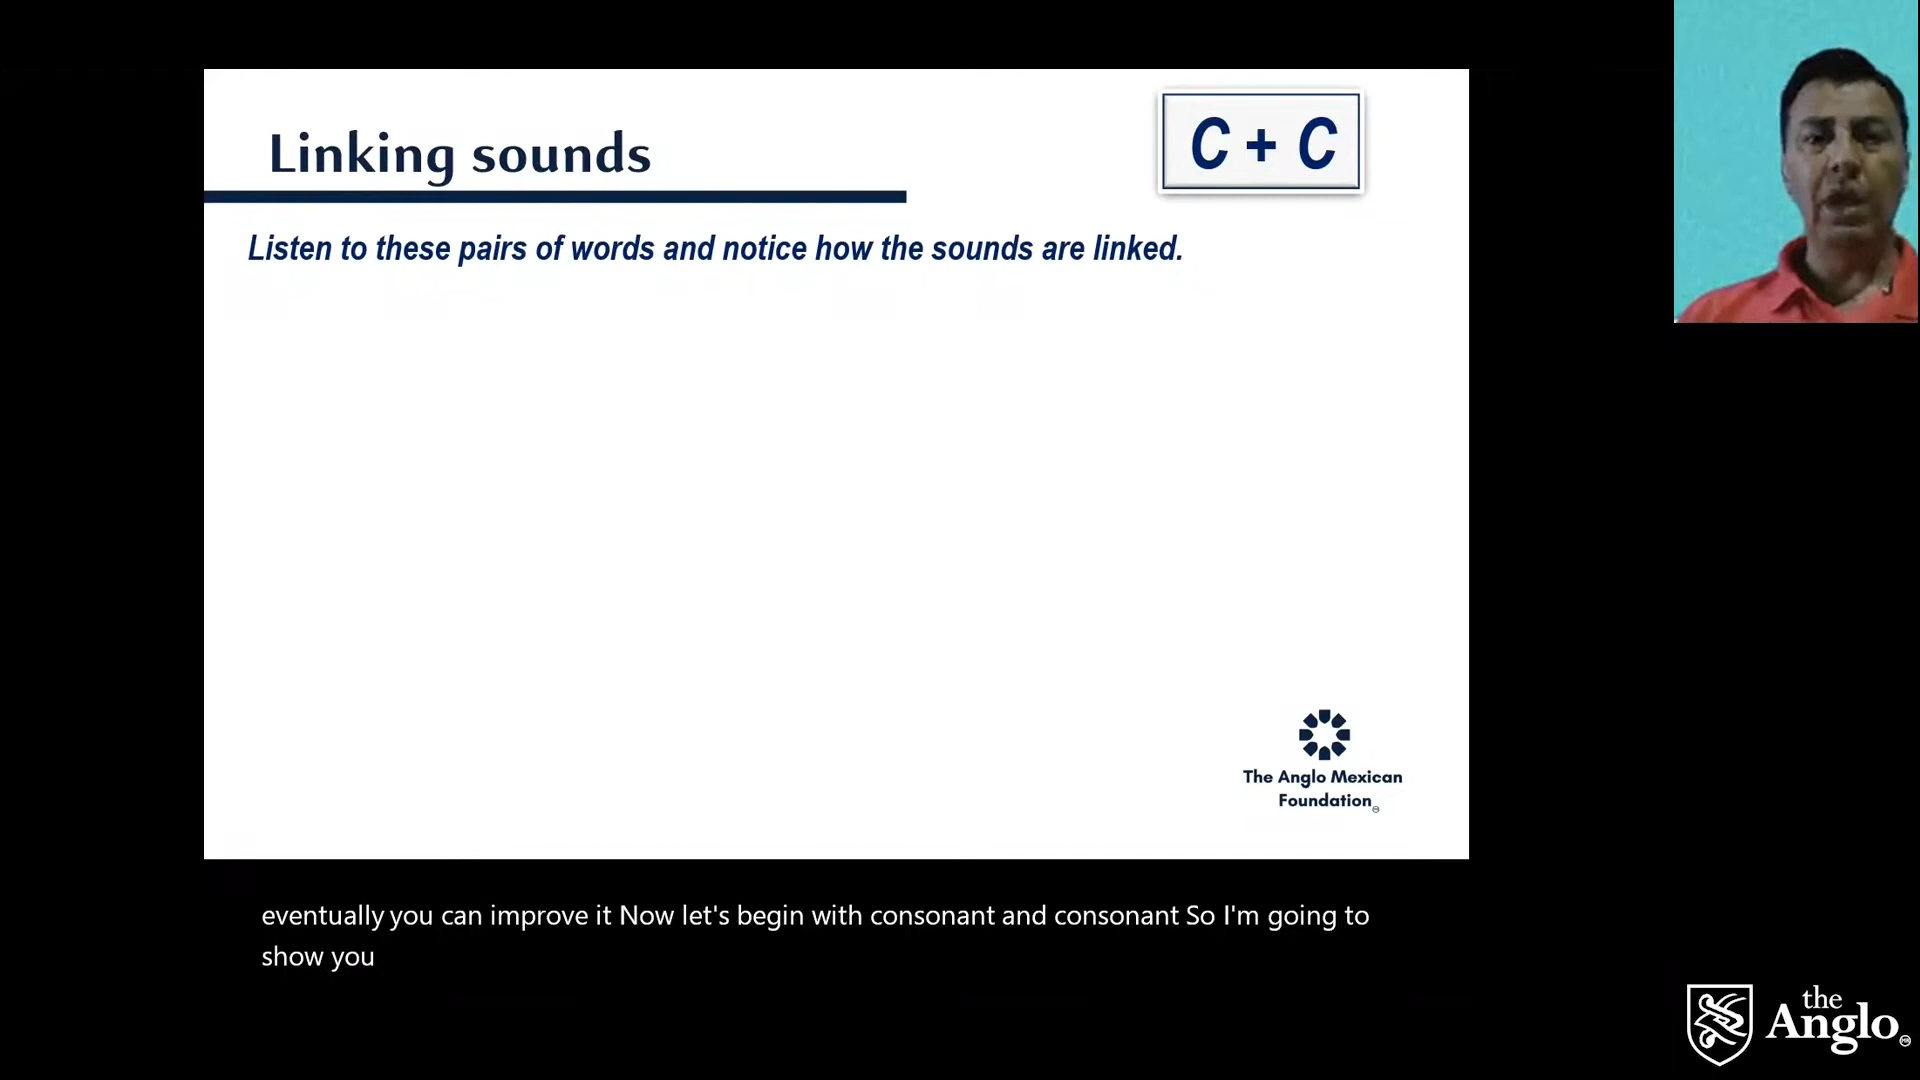 Linking sounds
C + C
Listen to these pairs of words and notice how the sounds are linked.
The Anglo Mexican
Foundation
eventually you can improve it Now let's begin with consonant and consonant So I'm going to
show you
the
Anglo